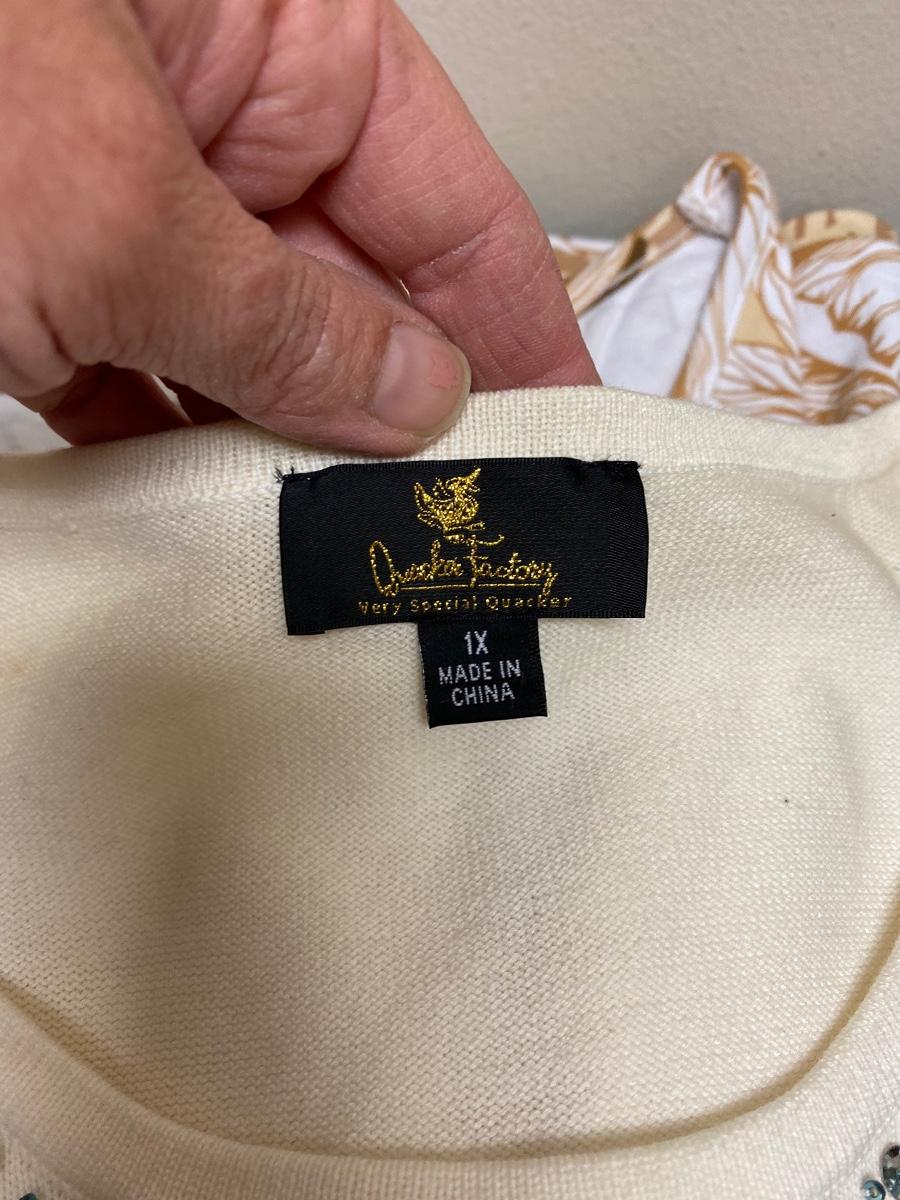 Quacker Factory
Very Special Quacker
1X
MADE IN
CHINA